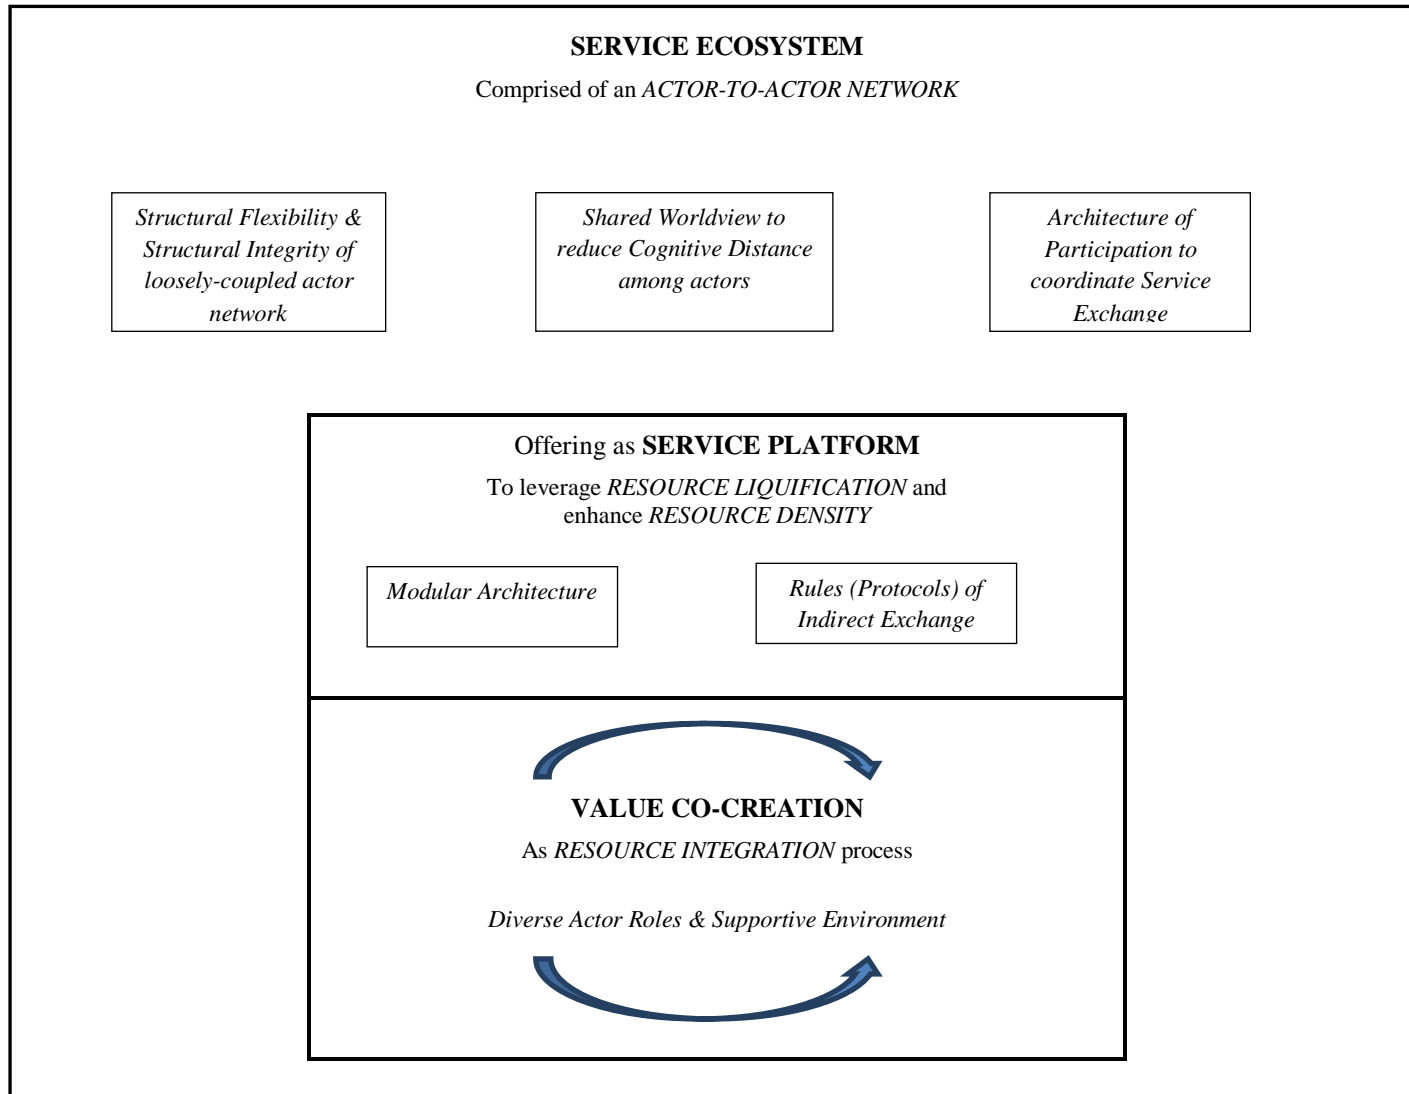 SERVICE ECOSYSTEM
Comprised of an ACTOR-TO-ACTOR NETWORK
Structural Flexibility &
Structural Integrity of
loosely-coupled actor
network
Shared Worldview to
reduce Cognitive Distance
among actors
Architecture of
Participation to
coordinate Service
Exchange
Offering as SERVICE PLATFORM
To leverage RESOURCE LIQUIFICATION and
enhance RESOURCE DENSITY
Modular Architecture
Rules (Protocols) of
Indirect Exchange
VALUE CO-CREATION
As RESOURCE INTEGRATION process
Diverse Actor Roles & Supportive Environment